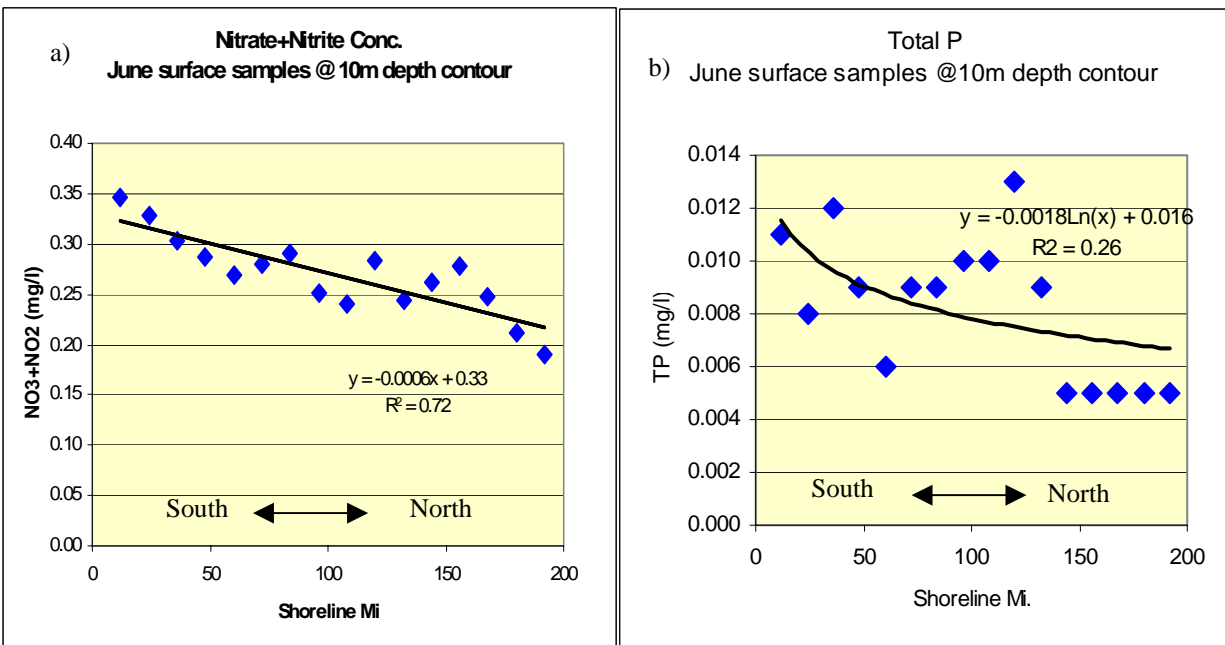 a)
Nitrate+Nitrite Conc.
June surface samples @ 10m depth contour
NO3+NO2 (mg/l)
0.40
0.35
0.30
0.25
0.20
0.15
0.10
0.05
0.00
y = -0.0006x + 0.33
R² = 0.72
South
North
0
50
100
150
200
Shoreline Mi
b)
Total P
June surface samples @10m depth contour
TP (mg/l)
0.014
0.012
0.010
0.008
0.006
0.004
0.002
0.000
y = -0.0018Ln(x) + 0.016
R2 = 0.26
South
North
0
50
100
150
200
Shoreline Mi.